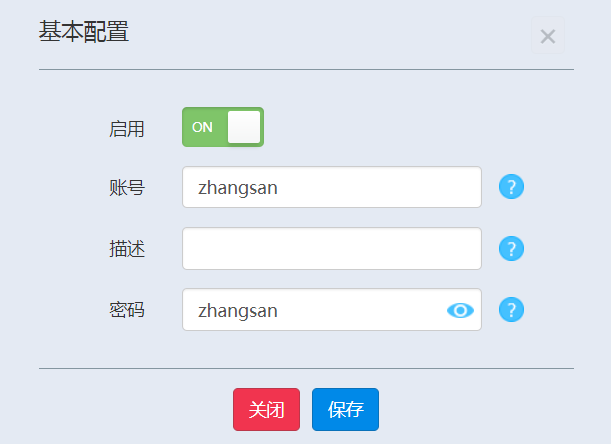 基本配置
×
启用 ON
账号 zhangsan ?
描述 ?
密码 zhangsan ?
关闭 保存